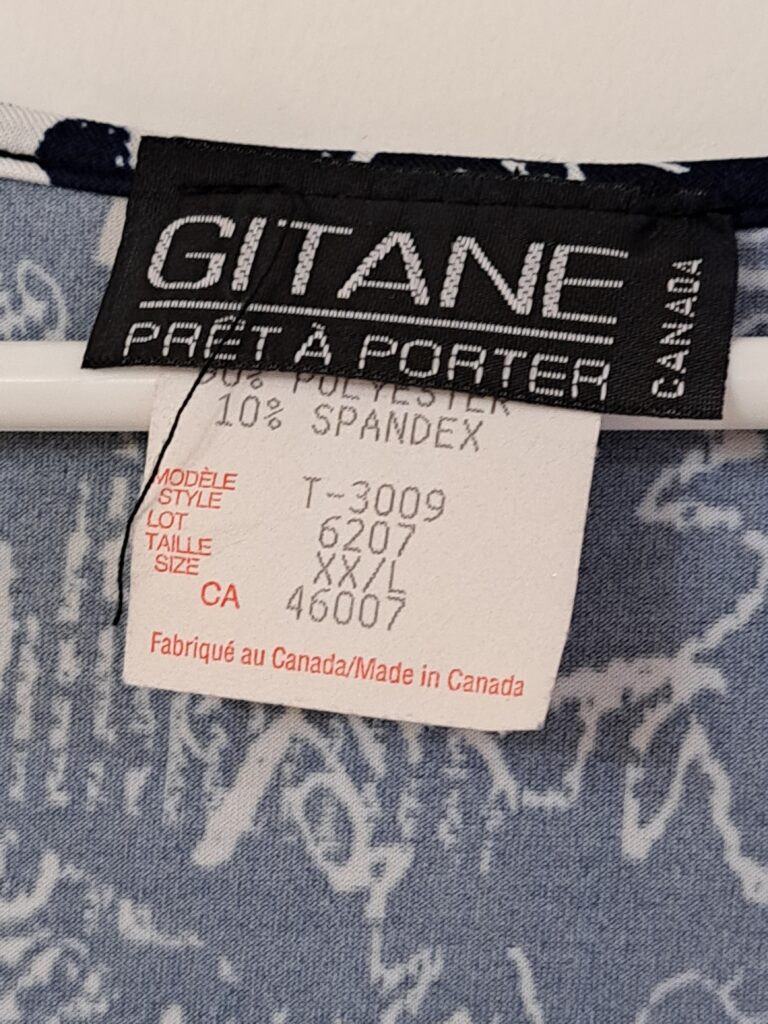 GITANE
PRÊT À PORTER
CANADA
POLYESTER
10% SPANDEX
MODÈLE
STYLE T-3009
LOT 6207
TAILLE
SIZE XX/L
CA 46007
Fabriqué au Canada/Made in Canada